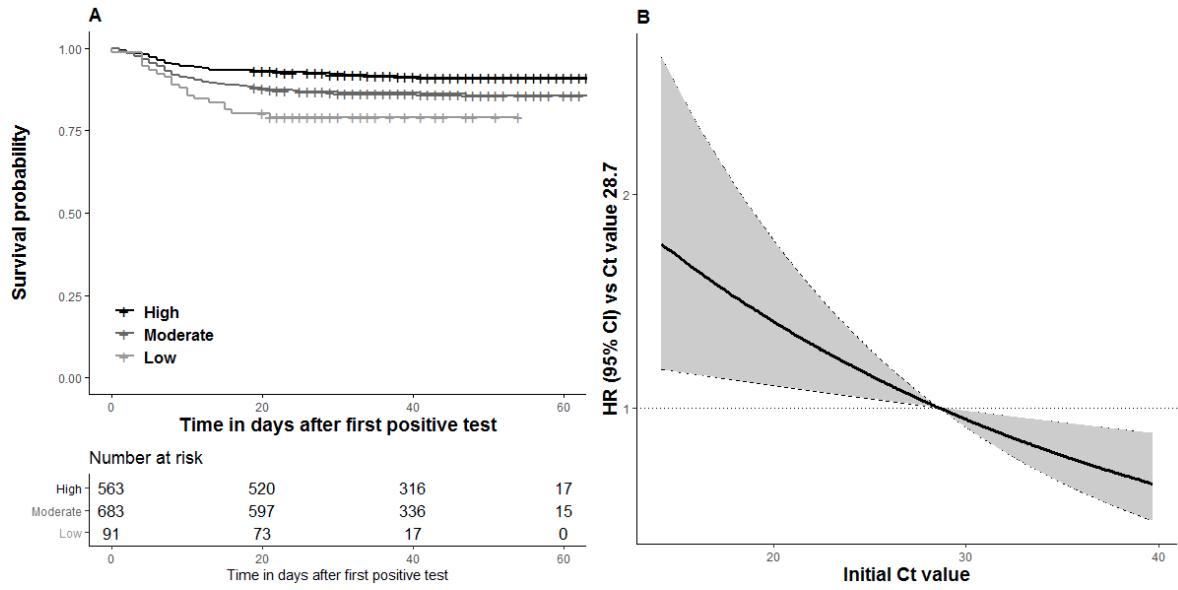 A
1.00
0.75
0.50
0.25
0.00
Survival probability
High
Moderate
Low
0 20 40 60
Time in days after first positive test
Number at risk
High 563 520 316 17
Moderate 683 597 336 15
Low 91 73 17 0
0 20 40 60
Time in days after first positive test
B
HR (95% CI) vs Ct value 28.7
2
1
20 30 40
Initial Ct value